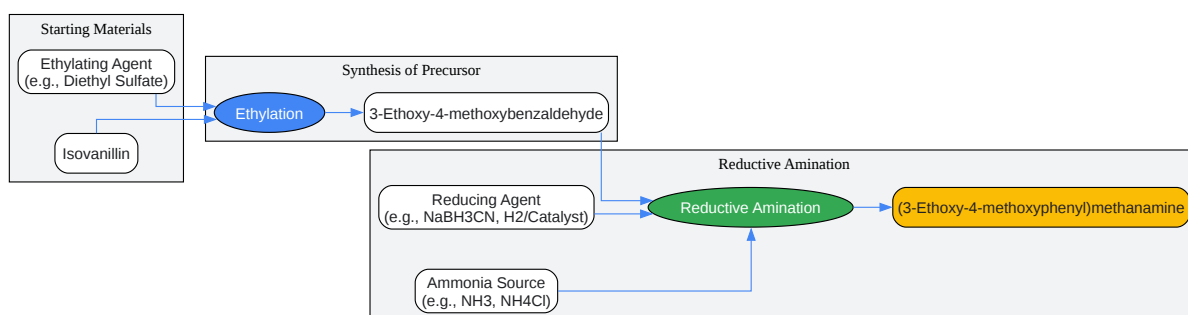 Starting Materials
Ethylating Agent
(e.g., Diethyl Sulfate)
Isovanillin
Synthesis of Precursor
Ethylation
3-Ethoxy-4-methoxybenzaldehyde
Reductive Amination
Reducing Agent
(e.g., NaBH3CN, H2/Catalyst)
Reductive Amination
(3-Ethoxy-4-methoxyphenyl)methanamine
Ammonia Source
(e.g., NH3, NH4Cl)